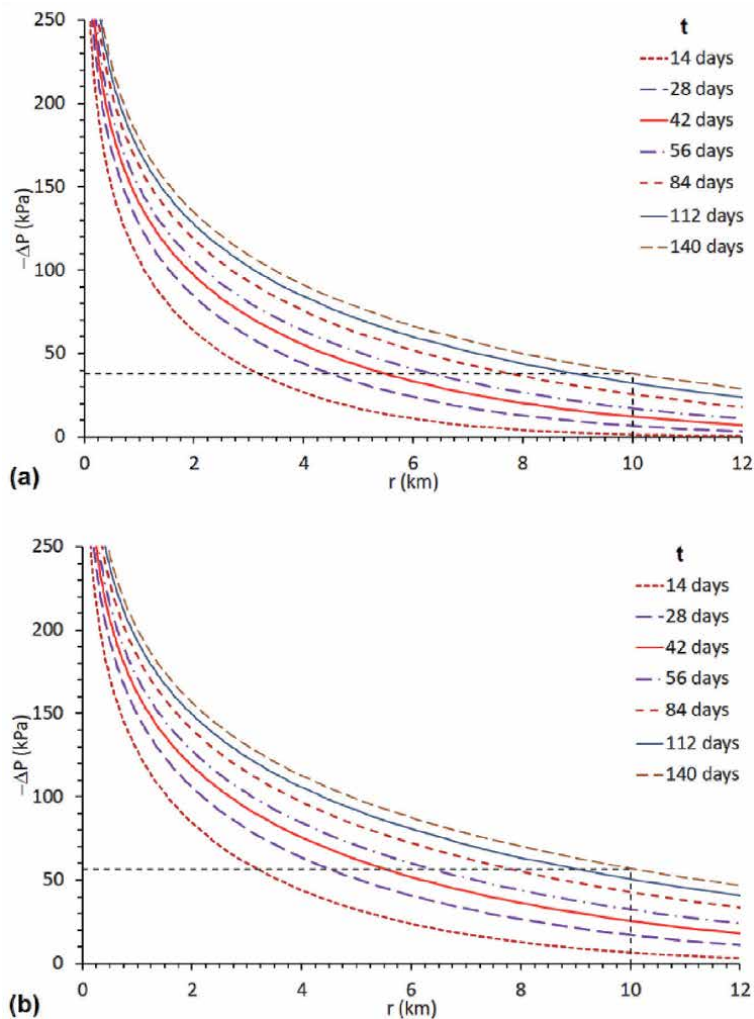 250
200
150
100
50
0
−ΔP (kPa)
t
14 days
28 days
42 days
56 days
84 days
112 days
140 days
0 2 4 6 8 10 12
r (km)
(a)
250
200
150
100
50
0
−ΔP (kPa)
t
14 days
28 days
42 days
56 days
84 days
112 days
140 days
0 2 4 6 8 10 12
r (km)
(b)